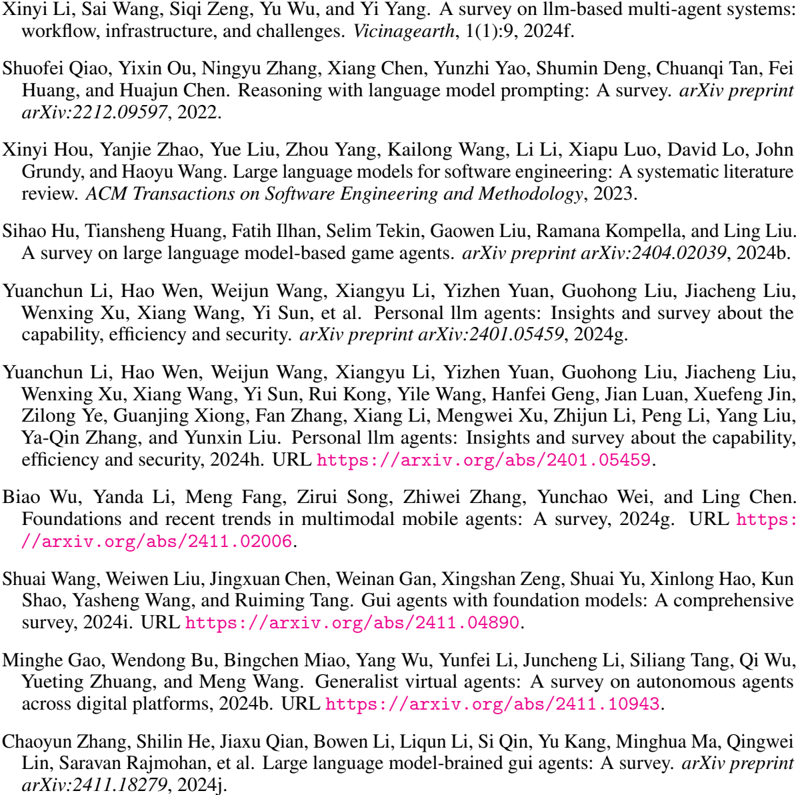 Xinyi Li, Sai Wang, Siqi Zeng, Yu Wu, and Yi Yang. A survey on llm-based multi-agent systems:
workflow, infrastructure, and challenges. Vicinagearth, 1(1):9, 2024f.
Shuofei Qiao, Yixin Ou, Ningyu Zhang, Xiang Chen, Yunzhi Yao, Shumin Deng, Chuanqi Tan, Fei
Huang, and Huajun Chen. Reasoning with language model prompting: A survey. arXiv preprint
arXiv:2212.09597, 2022.
Xinyi Hou, Yanjie Zhao, Yue Liu, Zhou Yang, Kailong Wang, Li Li, Xiapu Luo, David Lo, John
Grundy, and Haoyu Wang. Large language models for software engineering: A systematic literature
review. ACM Transactions on Software Engineering and Methodology, 2023.
Sihao Hu, Tiansheng Huang, Fatih Ilhan, Selim Tekin, Gaowen Liu, Ramana Kompella, and Ling Liu.
A survey on large language model-based game agents. arXiv preprint arXiv:2404.02039, 2024b.
Yuanchun Li, Hao Wen, Weijun Wang, Xiangyu Li, Yizhen Yuan, Guohong Liu, Jiacheng Liu,
Wenxing Xu, Xiang Wang, Yi Sun, et al. Personal llm agents: Insights and survey about the
capability, efficiency and security. arXiv preprint arXiv:2401.05459, 2024g.
Yuanchun Li, Hao Wen, Weijun Wang, Xiangyu Li, Yizhen Yuan, Guohong Liu, Jiacheng Liu,
Wenxing Xu, Xiang Wang, Yi Sun, Rui Kong, Yile Wang, Hanfei Geng, Jian Luan, Xuefeng Jin,
Zilong Ye, Guanjing Xiong, Fan Zhang, Xiang Li, Mengwei Xu, Zhijun Li, Peng Li, Yang Liu,
Ya-Qin Zhang, and Yunxin Liu. Personal llm agents: Insights and survey about the capability,
efficiency and security, 2024h. URL https://arxiv.org/abs/2401.05459.
Biao Wu, Yanda Li, Meng Fang, Zirui Song, Zhiwei Zhang, Yunchao Wei, and Ling Chen.
Foundations and recent trends in multimodal mobile agents: A survey, 2024g. URL https:
//arxiv.org/abs/2411.02006.
Shuai Wang, Weiwen Liu, Jingxuan Chen, Weinan Gan, Xingshan Zeng, Shuai Yu, Xinlong Hao, Kun
Shao, Yasheng Wang, and Ruiming Tang. Gui agents with foundation models: A comprehensive
survey, 2024i. URL https://arxiv.org/abs/2411.04890.
Minghe Gao, Wendong Bu, Bingchen Miao, Yang Wu, Yunfei Li, Juncheng Li, Siliang Tang, Qi Wu,
Yueting Zhuang, and Meng Wang. Generalist virtual agents: A survey on autonomous agents
across digital platforms, 2024b. URL https://arxiv.org/abs/2411.10943.
Chaoyun Zhang, Shilin He, Jiaxu Qian, Bowen Li, Liqun Li, Si Qin, Yu Kang, Minghua Ma, Qingwei
Lin, Saravan Rajmohan, et al. Large language model-brained gui agents: A survey. arXiv preprint
arXiv:2411.18279, 2024j.